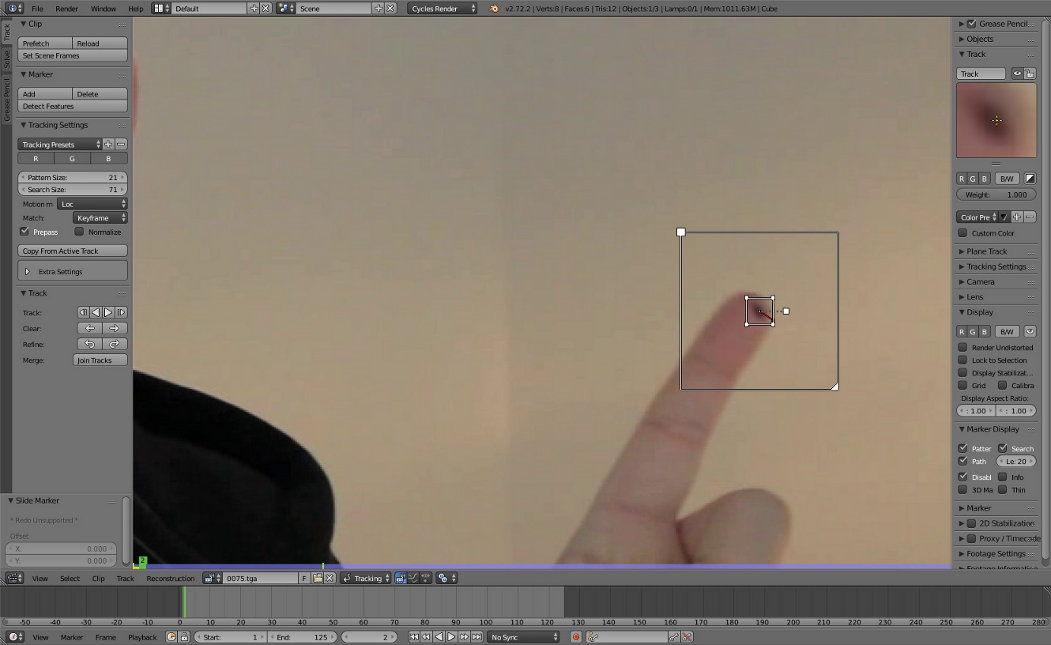 File Render Window Help Default Scene Cycles Render v2.72.2 | Verts:8 | Faces:6 | Tris:12 | Objects:1/3 | Lamps:0/1 | Mem:1011.63M | Cube
Track
Solve
Grease Pencil
Clip
Prefetch Reload
Set Scene Frames
Marker
Add Delete
Detect Features
Tracking Settings
Tracking Presets
R G B
Pattern Size: 21
Search Size: 71
Motion m Loc
Match: Keyframe
Prepass Normalize
Copy From Active Track
Extra Settings
Track
Track:
Clear:
Refine:
Merge: Join Tracks
Slide Marker
* Redo Unsupported *
Offset
X: 0.000
Y: 0.000
2
Grease Pencil
Objects
Track
Track
R G B B/W
Weight: 1.000
Color Pre
Custom Color
Plane Track
Tracking Settings
Camera
Lens
Display
R G B B/W
Render Undistorted
Lock to Selection
Display Stabilizat...
Grid Calibra
Display Aspect Ratio:
: 1.00 : 1.00
Marker Display
Patter Search
Path Le: 20
Disabl Info
3D Ma Thin
Marker
2D Stabilization
Proxy / Timecode
Footage Settings
Footage Information
View Select Clip Track Reconstruction 0075.tga F Tracking
-50 -40 -30 -20 -10 0 10 20 30 40 50 60 70 80 90 100 110 120 130 140 150 160 170 180 190 200 210 220 230 240 250 260 270 280
View Marker Frame Playback Start: 1 End: 125 2 No Sync